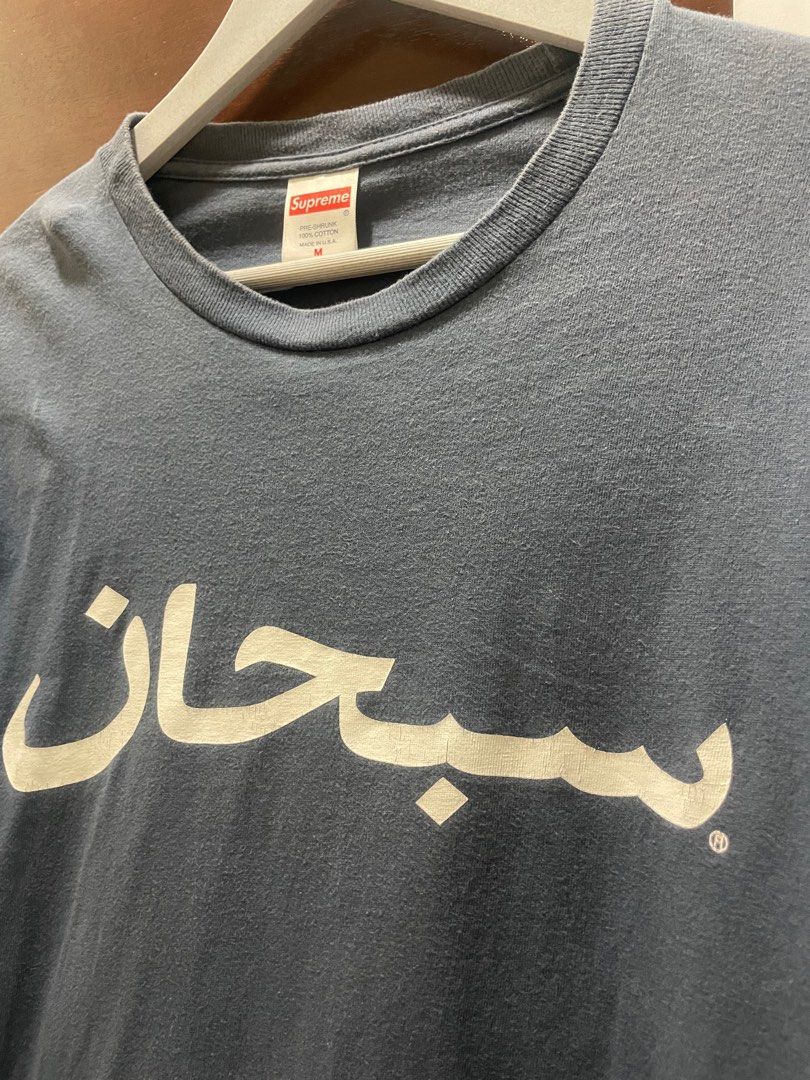 Supreme
PRE-SHRUNK
100% COTTON
MADE IN U.S.A.
M
سبحان